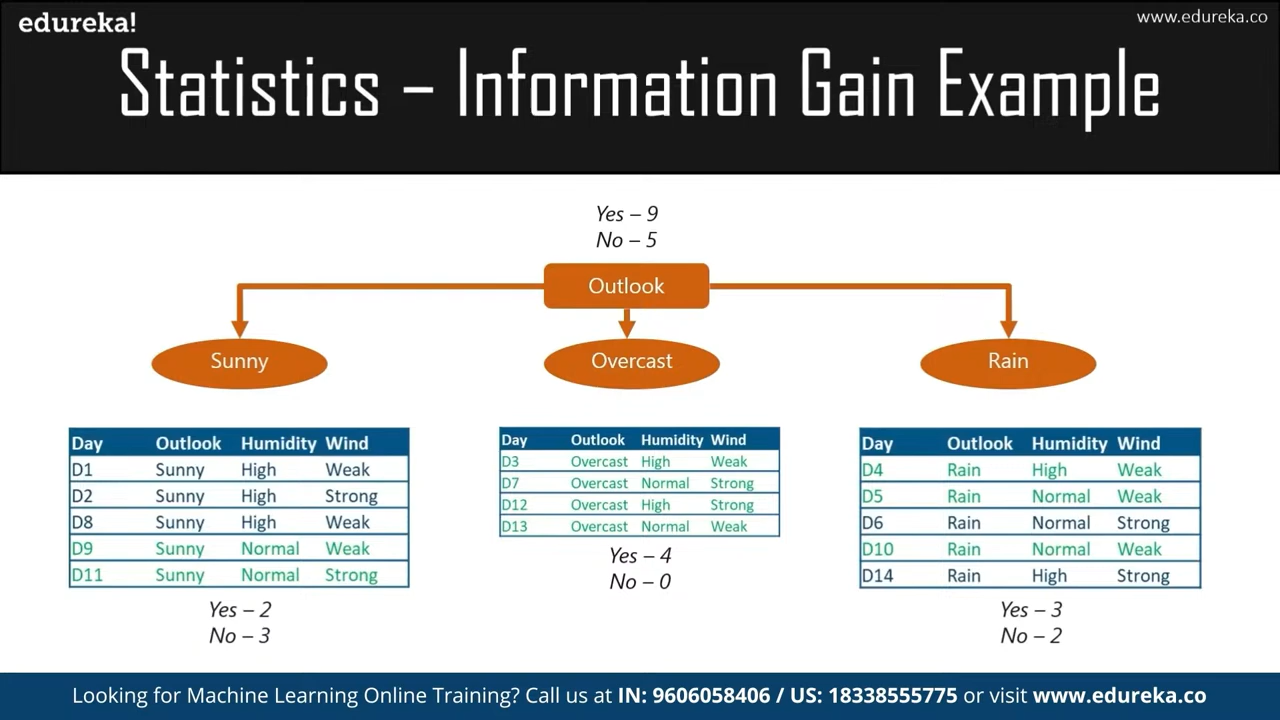 edureka!
www.edureka.co
Statistics – Information Gain Example
Yes – 9
No – 5
Outlook
Sunny
Overcast
Rain
Day Outlook Humidity Wind
D1 Sunny High Weak
D2 Sunny High Strong
D8 Sunny High Weak
D9 Sunny Normal Weak
D11 Sunny Normal Strong
Yes – 2
No – 3
Day Outlook Humidity Wind
D3 Overcast High Weak
D7 Overcast Normal Strong
D12 Overcast High Strong
D13 Overcast Normal Weak
Yes – 4
No – 0
Day Outlook Humidity Wind
D4 Rain High Weak
D5 Rain Normal Weak
D6 Rain Normal Strong
D10 Rain Normal Weak
D14 Rain High Strong
Yes – 3
No – 2
Looking for Machine Learning Online Training? Call us at IN: 9606058406 / US: 18338555775 or visit www.edureka.co